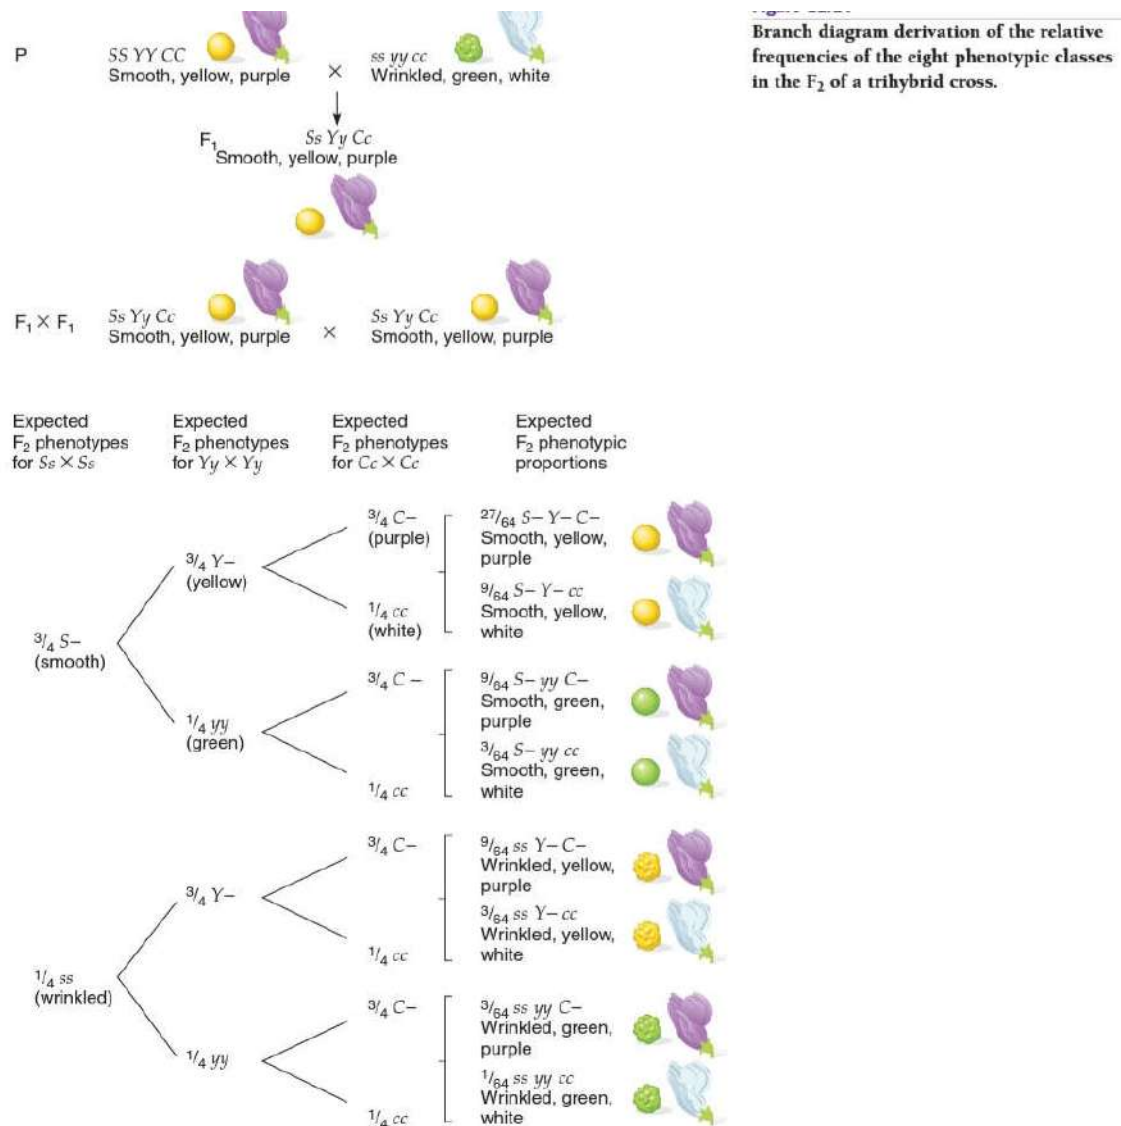 Branch diagram derivation of the relative
frequencies of the eight phenotypic classes
in the F₂ of a trihybrid cross.
P
SS YY CC
Smooth, yellow, purple
×
ss yy cc
Wrinkled, green, white
F₁
Ss Yy Cc
Smooth, yellow, purple
F₁ × F₁
Ss Yy Cc
Smooth, yellow, purple
×
Ss Yy Cc
Smooth, yellow, purple
Expected
F₂ phenotypes
for Ss × Ss
Expected
F₂ phenotypes
for Yy × Yy
Expected
F₂ phenotypes
for Cc × Cc
Expected
F₂ phenotypic
proportions
3/4 S–
(smooth)
3/4 Y–
(yellow)
3/4 C–
(purple)
27/64 S– Y– C–
Smooth, yellow,
purple
1/4 cc
(white)
9/64 S– Y– cc
Smooth, yellow,
white
1/4 yy
(green)
3/4 C –
9/64 S– yy C–
Smooth, green,
purple
1/4 cc
3/64 S– yy cc
Smooth, green,
white
1/4 ss
(wrinkled)
3/4 Y–
3/4 C–
9/64 ss Y– C–
Wrinkled, yellow,
purple
1/4 cc
3/64 ss Y– cc
Wrinkled, yellow,
white
1/4 yy
3/4 C–
3/64 ss yy C–
Wrinkled, green,
purple
1/4 cc
1/64 ss yy cc
Wrinkled, green,
white